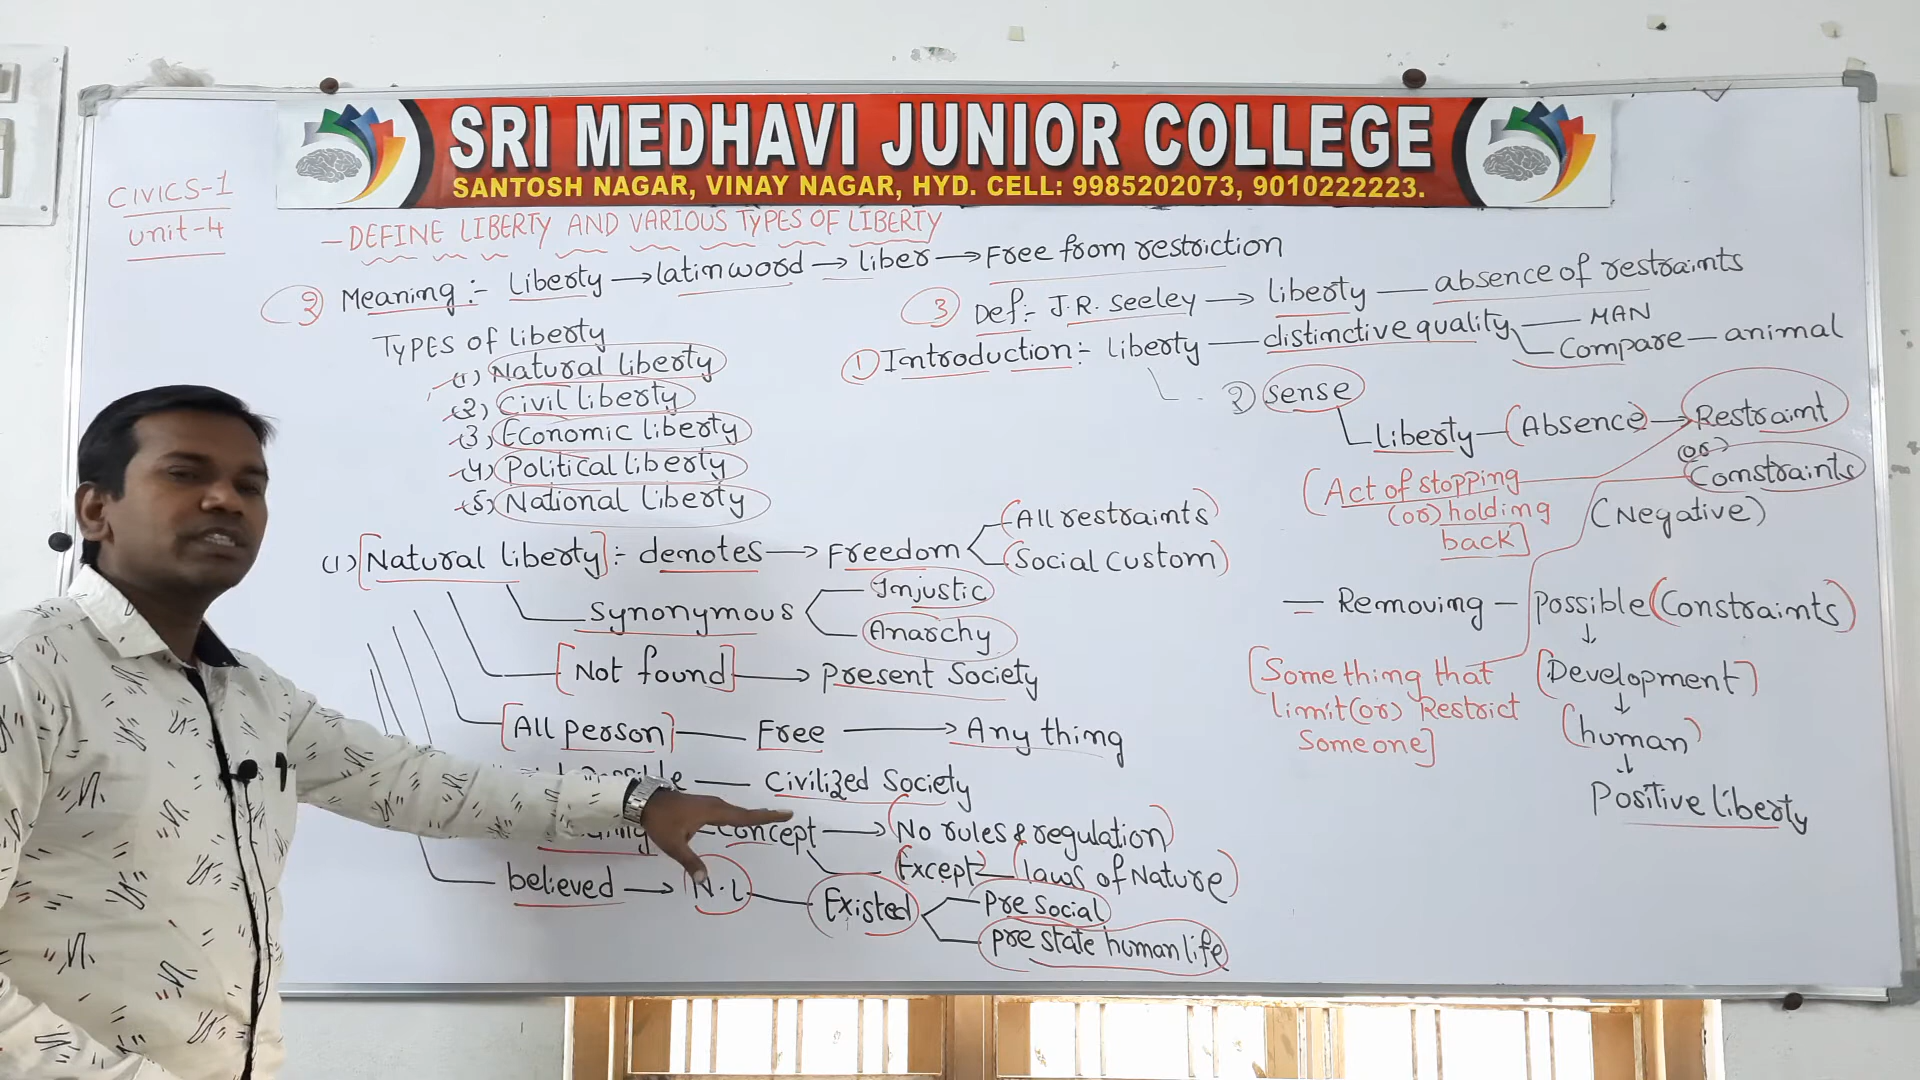 SRI MEDHAVI JUNIOR COLLEGE
SANTOSH NAGAR, VINAY NAGAR, HYD. CELL: 9985202073, 9010222223.
CIVICS-1
Unit-4
- DEFINE LIBERTY AND VARIOUS TYPES OF LIBERTY
2 Meaning:- Liberty → latin word → liber → Free from restriction
TYPES of liberty
(1) Natural liberty
(2) Civil liberty
(3) Economic liberty
(4) Political liberty
(5) National liberty
3 Def:- J.R. Seeley → liberty — absence of restraints
1 Introduction:- liberty — distinctive quality — MAN
Compare — animal
2 Sense
Liberty — (Absence) → Restraint
(or)
Constraints
(Act of stopping
(or) holding
back]
(Negative)
— Removing — Possible (Constraints)
[Something that
limit (or) Restrict
Someone]
(Development)
(human)
Positive liberty
(1) [Natural liberty] :- denotes → Freedom
(All restraints)
(Social Custom)
Synonymous
Injustic
Anarchy
[Not found] → Present Society
[All person] — Free → Any thing
— Civilized Society
Concept → (No rules & regulation)
(Except — (laws of Nature)
believed → N.L — Existed
Pre Social
Pre state human life